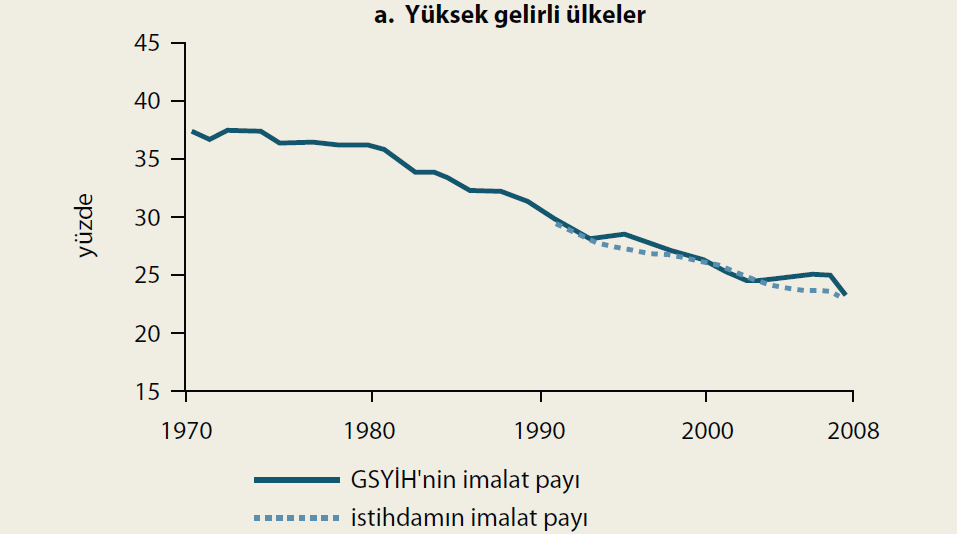 a. Yüksek gelirli ülkeler
45
40
35
30
25
20
15
yüzde
1970 1980 1990 2000 2008
GSYİH'nin imalat payı
istihdamın imalat payı